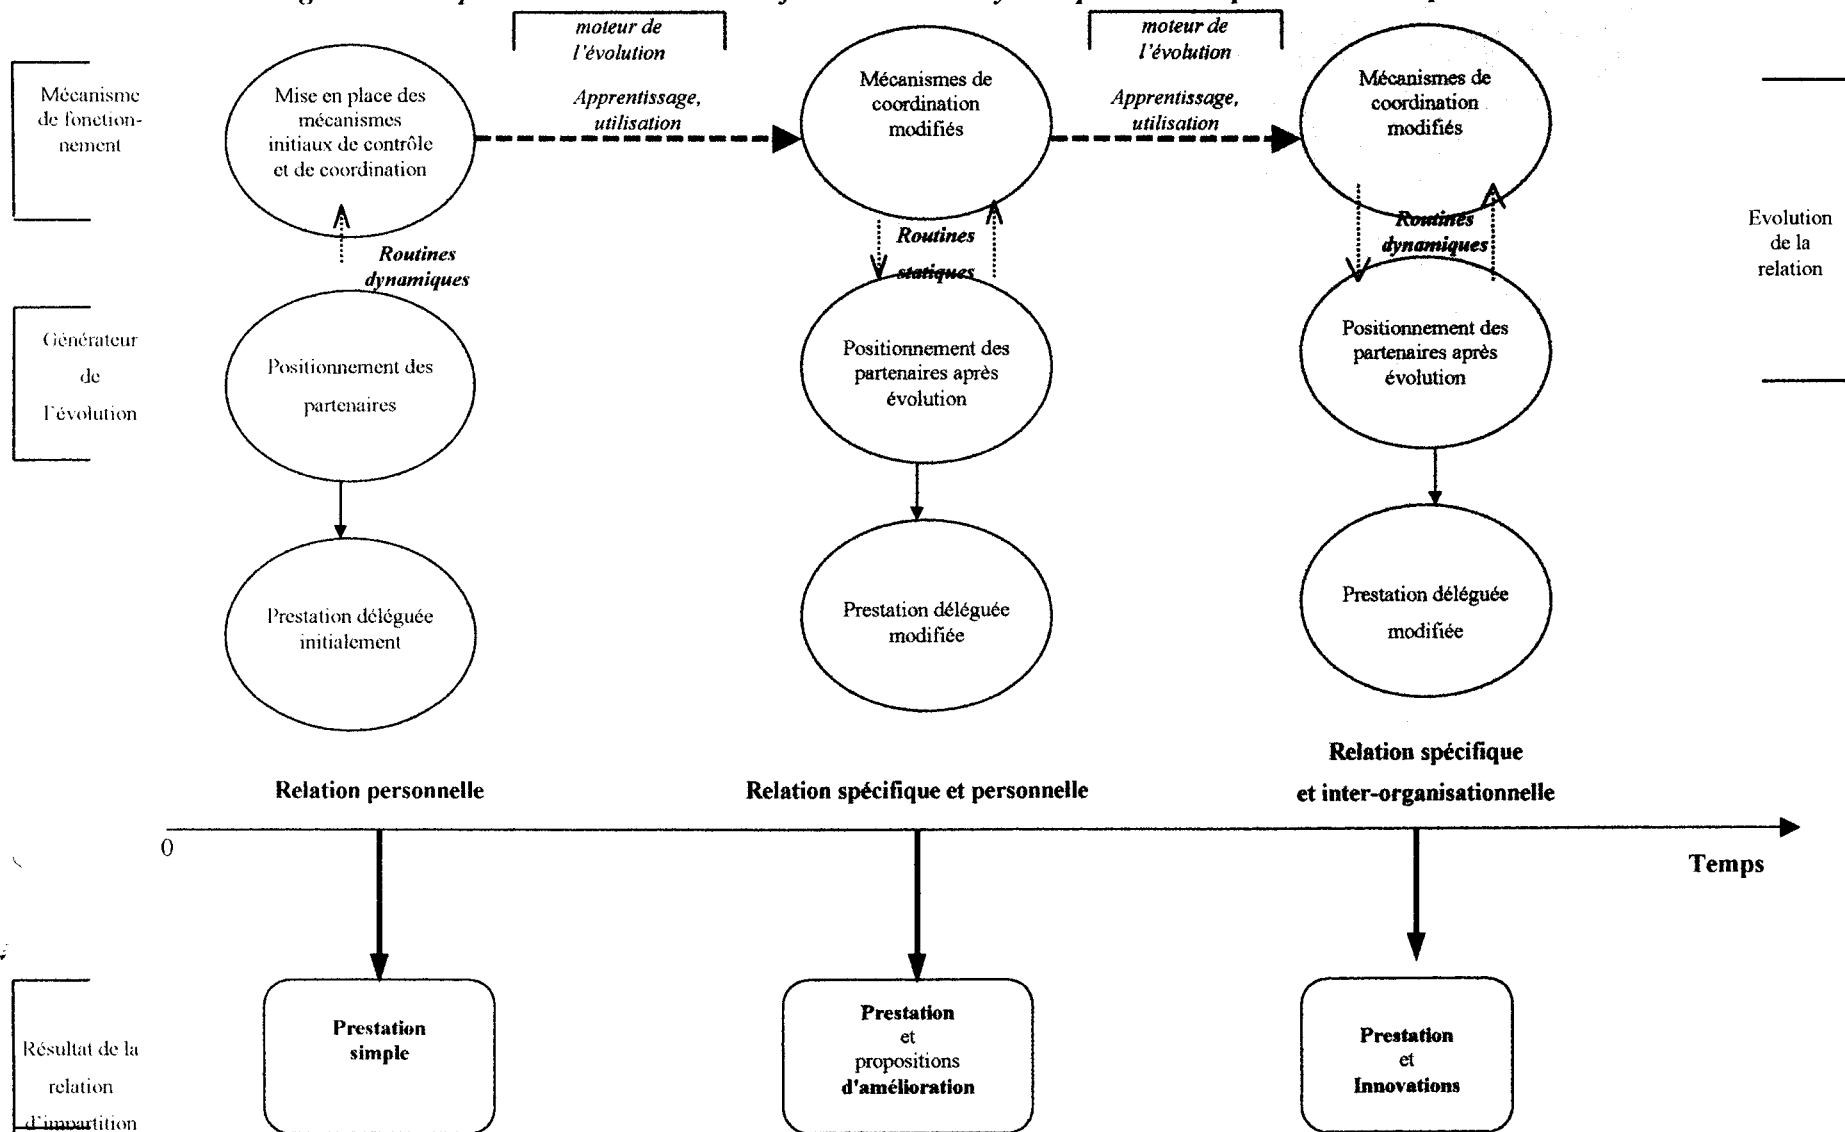 moteur de
l'évolution
Apprentissage,
utilisation
moteur de
l'évolution
Apprentissage,
utilisation
Mécanisme
de fonction-
nement
Mise en place des
mécanismes
initiaux de contrôle
et de coordination
Mécanismes de
coordination
modifiés
Mécanismes de
coordination
modifiés
Routines
dynamiques
Routines
statiques
Routines
dynamiques
Evolution
de la
relation
Générateur
de
l'évolution
Positionnement des
partenaires
Positionnement des
partenaires après
évolution
Positionnement des
partenaires après
évolution
Prestation déléguée
initialement
Prestation déléguée
modifiée
Prestation déléguée
modifiée
Relation personnelle
Relation spécifique et personnelle
Relation spécifique
et inter-organisationnelle
0
Temps
Résultat de la
relation
d'impartition
Prestation
simple
Prestation
et
propositions
d'amélioration
Prestation
et
Innovations